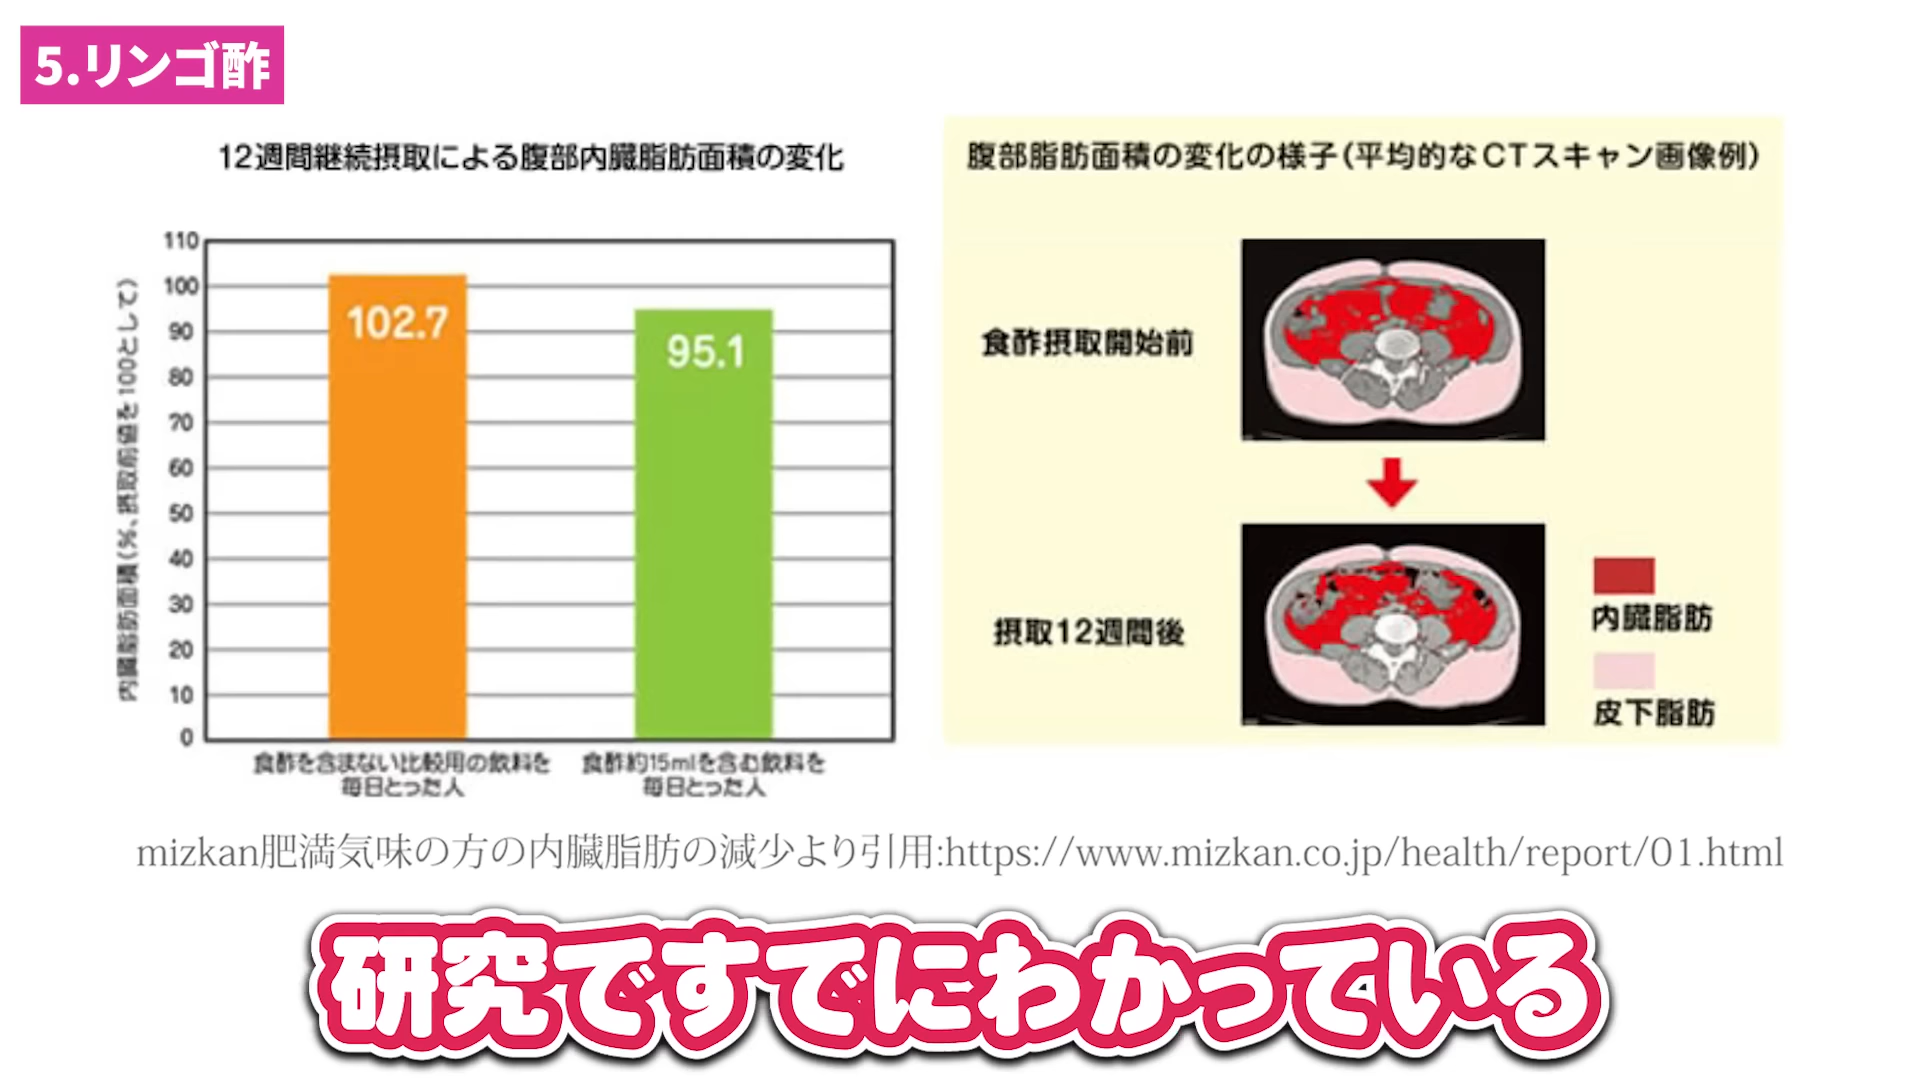 5.リンゴ酢
12週間継続摂取による腹部内臓脂肪面積の変化
内臓脂肪面積(%、摂取前値を100として)
110
100
90
80
70
60
50
40
30
20
10
0
102.7
95.1
食酢を含まない比較用の飲料を
毎日とった人
食酢約15mlを含む飲料を
毎日とった人
腹部脂肪面積の変化の様子(平均的なCTスキャン画像例)
食酢摂取開始前
摂取12週間後
内臓脂肪
皮下脂肪
mizkan肥満気味の方の内臓脂肪の減少より引用:https://www.mizkan.co.jp/health/report/01.html
研究ですでにわかっている